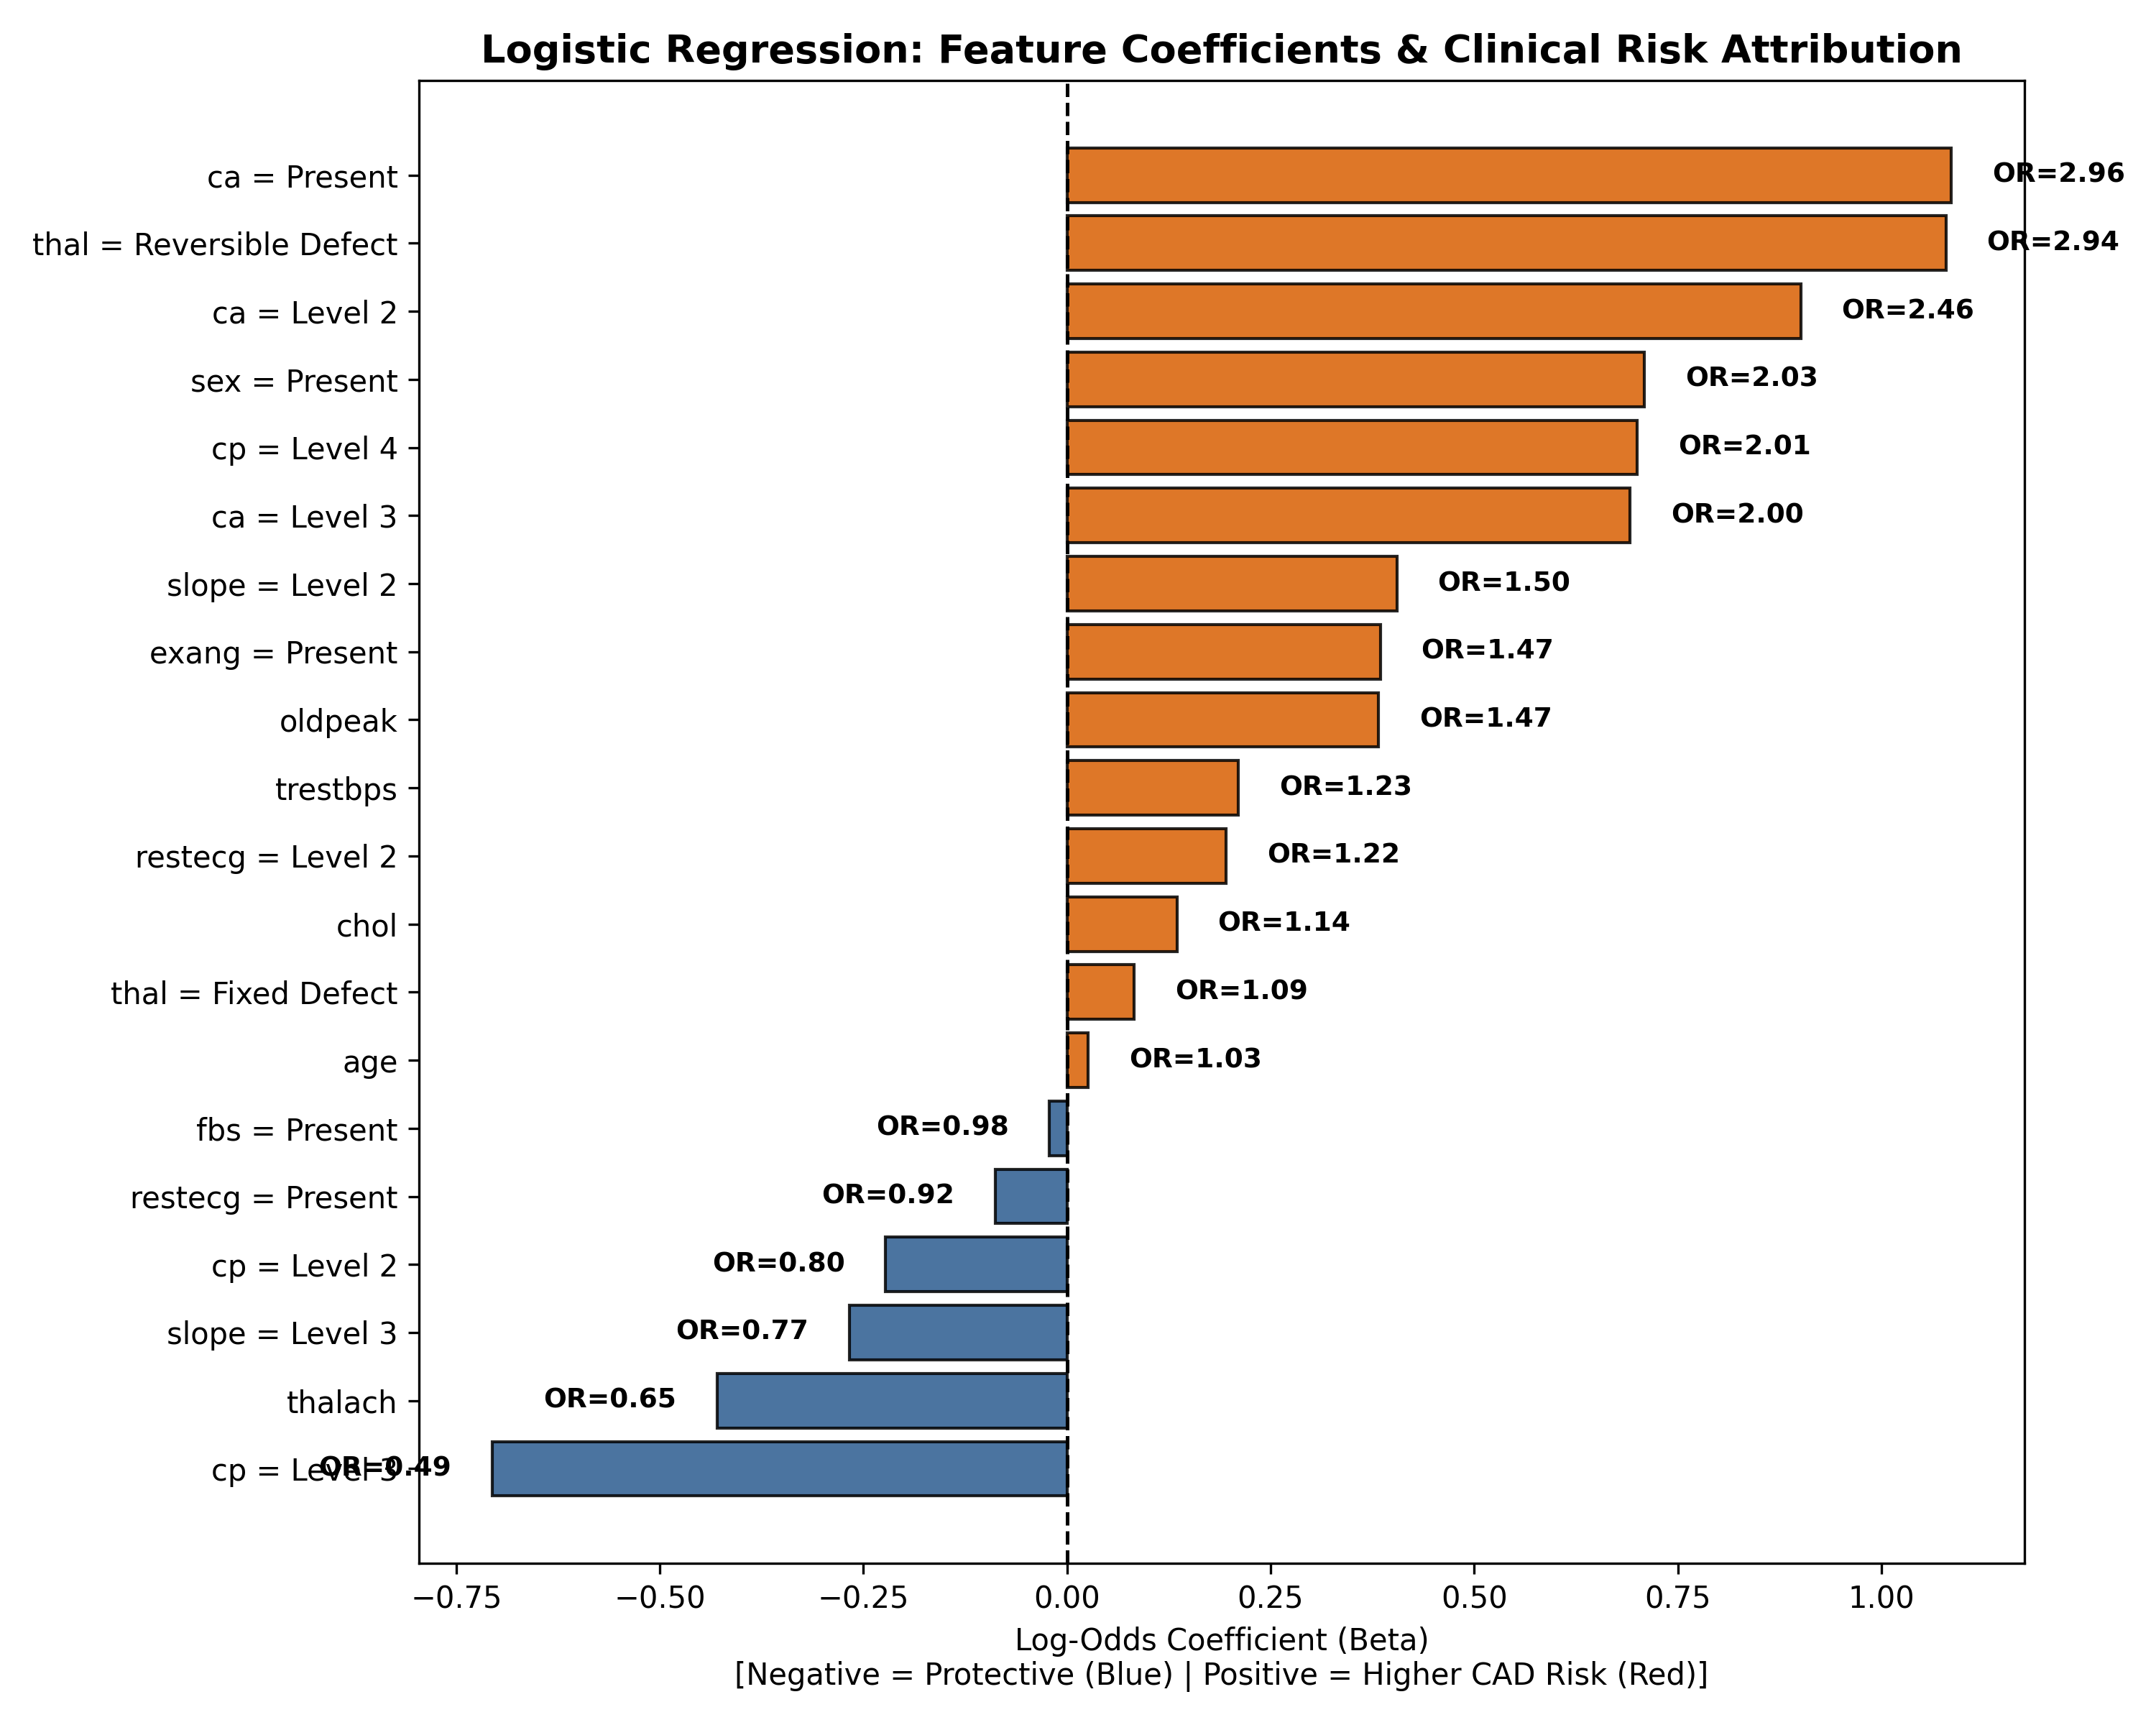 Logistic Regression: Feature Coefficients & Clinical Risk Attribution
ca = Present OR=2.96
thal = Reversible Defect OR=2.94
ca = Level 2 OR=2.46
sex = Present OR=2.03
cp = Level 4 OR=2.01
ca = Level 3 OR=2.00
slope = Level 2 OR=1.50
exang = Present OR=1.47
oldpeak OR=1.47
trestbps OR=1.23
restecg = Level 2 OR=1.22
chol OR=1.14
thal = Fixed Defect OR=1.09
age OR=1.03
fbs = Present OR=0.98
restecg = Present OR=0.92
cp = Level 2 OR=0.80
slope = Level 3 OR=0.77
thalach OR=0.65
cp = Level 3 OR=0.49
−0.75 −0.50 −0.25 0.00 0.25 0.50 0.75 1.00
Log-Odds Coefficient (Beta)
[Negative = Protective (Blue) | Positive = Higher CAD Risk (Red)]